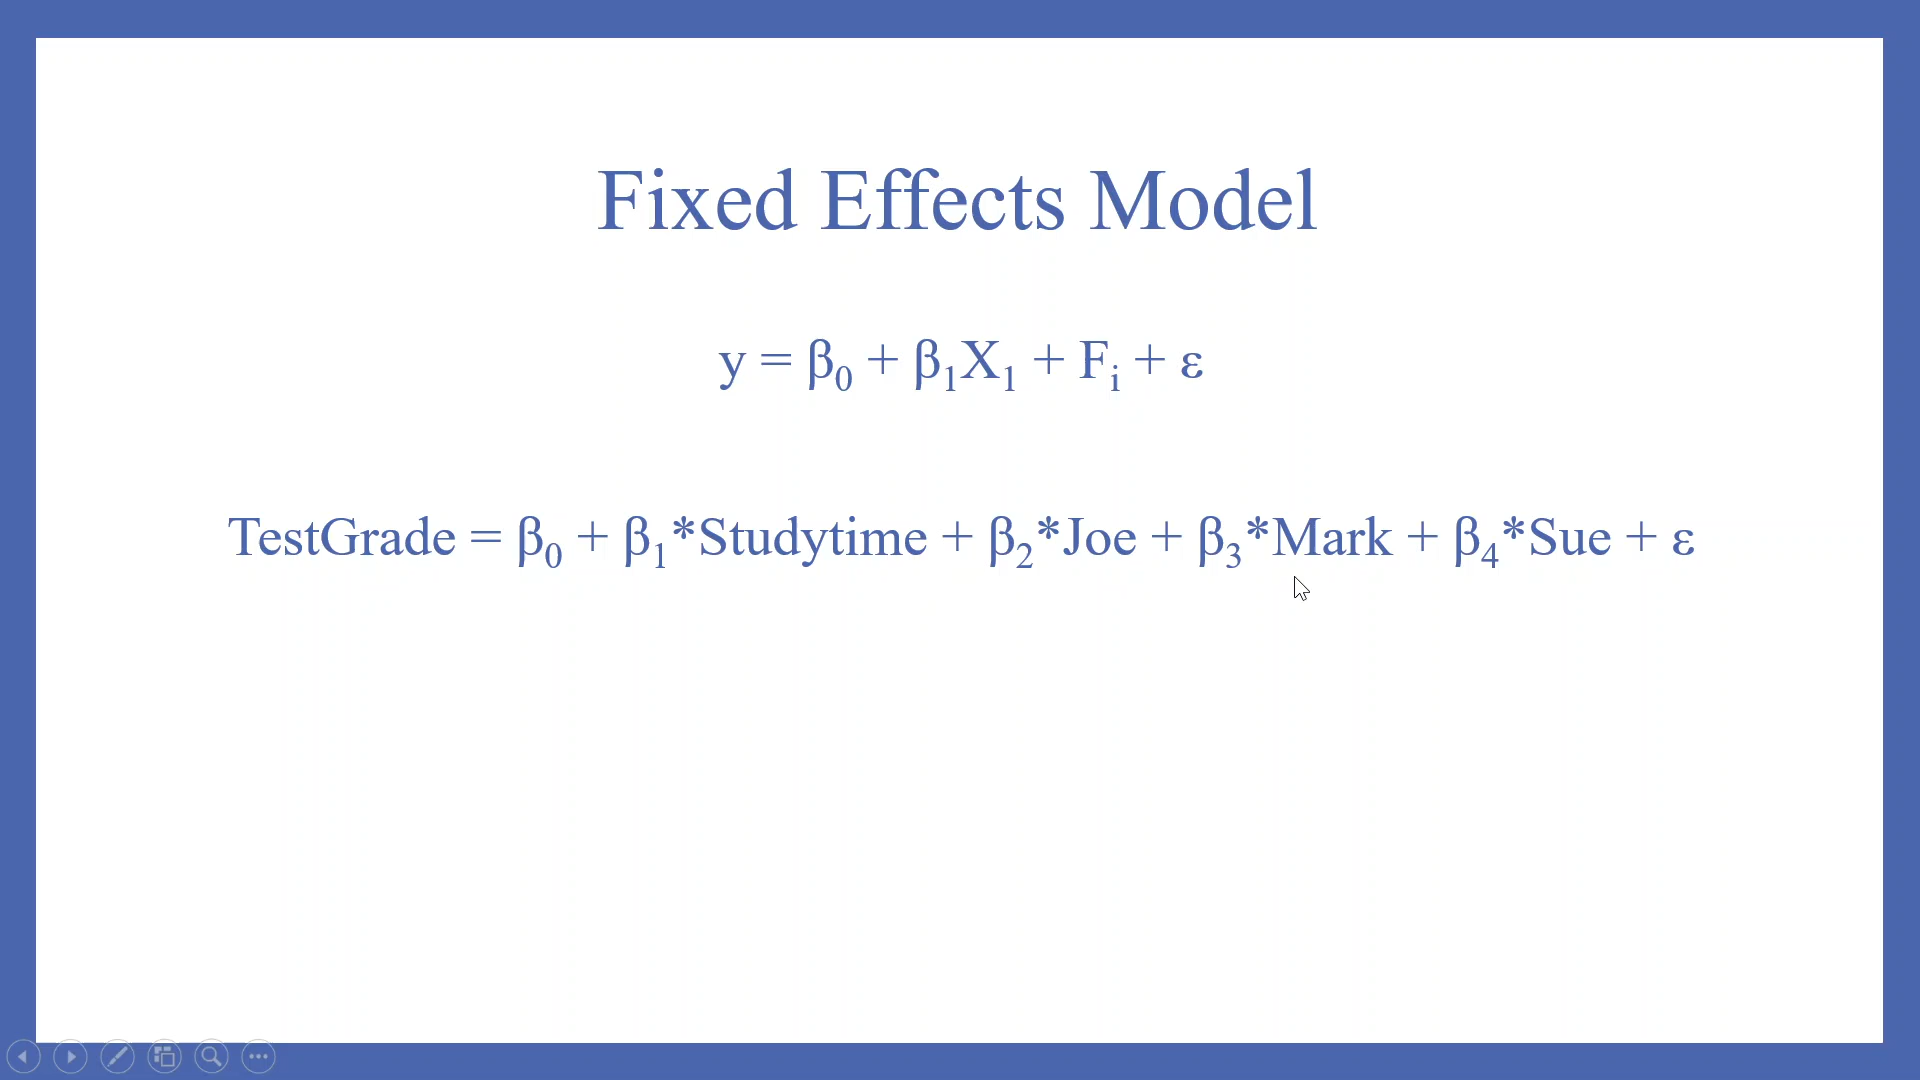 Fixed Effects Model
y = β₀ + β₁X₁ + Fᵢ + ε
TestGrade = β₀ + β₁*Studytime + β₂*Joe + β₃*Mark + β₄*Sue + ε